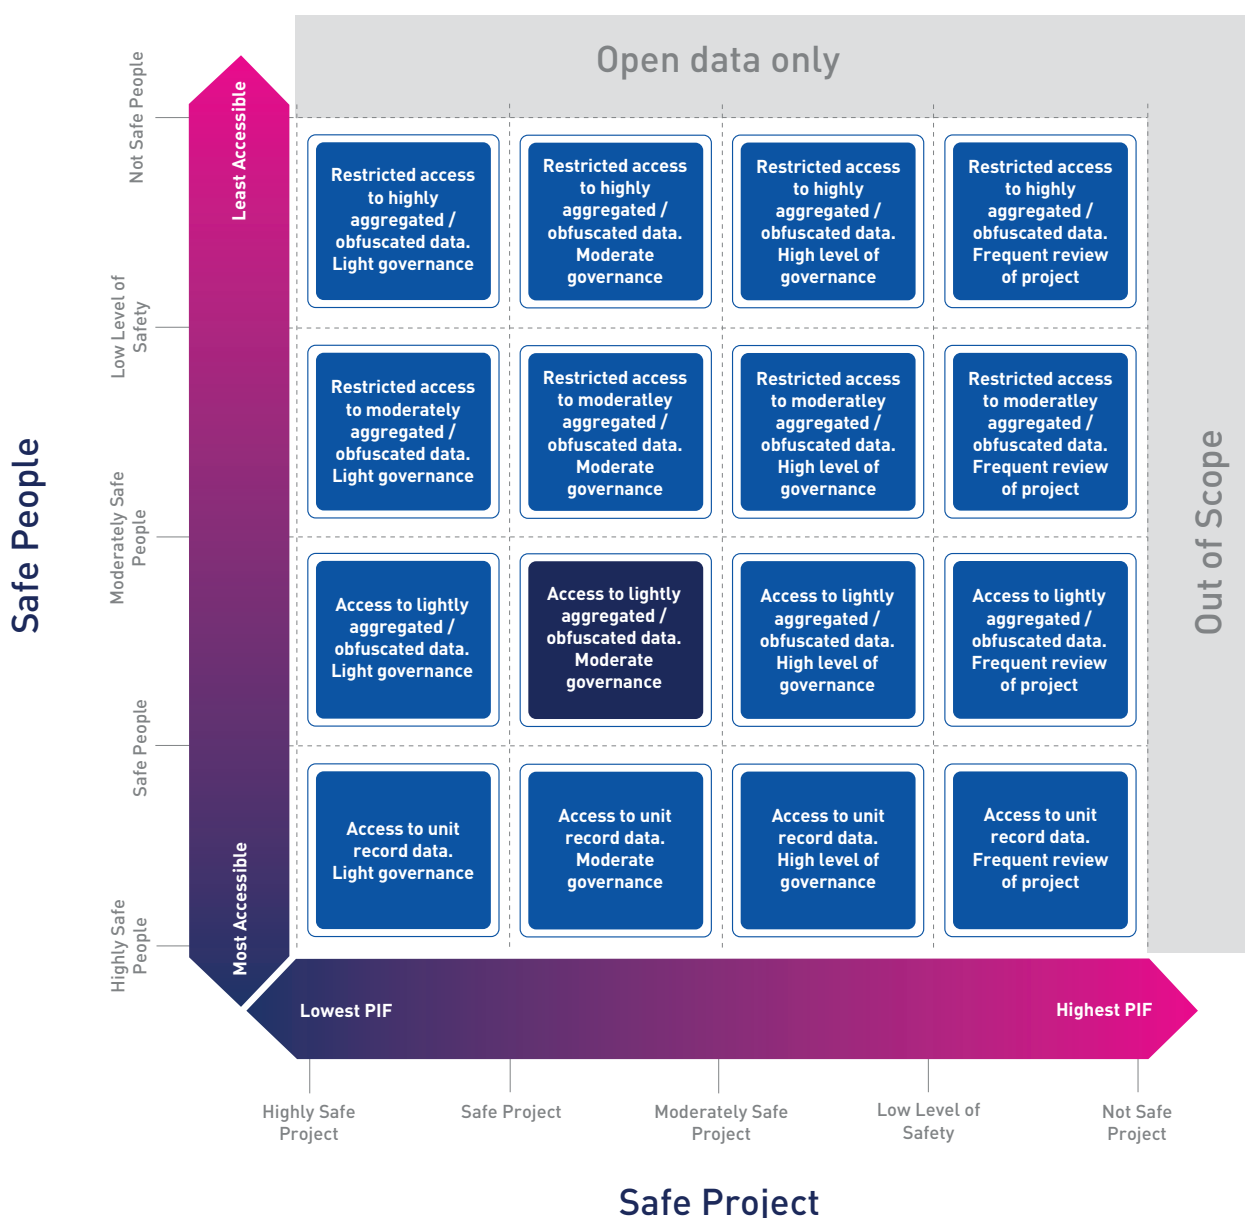 Open data only
Not Safe People
Least Accessible
Restricted access
to highly
aggregated /
obfuscated data.
Light governance
Restricted access
to highly
aggregated /
obfuscated data.
Moderate
governance
Restricted access
to highly
aggregated /
obfuscated data.
High level of
governance
Restricted access
to highly
aggregated /
obfuscated data.
Frequent review
of project
Low Level of
Safety
Restricted access
to moderately
aggregated /
obfuscated data.
Light governance
Restricted access
to moderatley
aggregated /
obfuscated data.
Moderate
governance
Restricted access
to moderatley
aggregated /
obfuscated data.
High level of
governance
Restricted access
to moderatley
aggregated /
obfuscated data.
Frequent review
of project
Safe People
Out of Scope
Moderately Safe
People
Access to lightly
aggregated /
obfuscated data.
Light governance
Access to lightly
aggregated /
obfuscated data.
Moderate
governance
Access to lightly
aggregated /
obfuscated data.
High level of
governance
Access to lightly
aggregated /
obfuscated data.
Frequent review
of project
Safe People
Most Accessible
Access to unit
record data.
Light governance
Access to unit
record data.
Moderate
governance
Access to unit
record data.
High level of
governance
Access to unit
record data.
Frequent review
of project
Highly Safe
People
Lowest PIF
Highest PIF
Highly Safe
Project
Safe Project
Moderately Safe
Project
Low Level of
Safety
Not Safe
Project
Safe Project